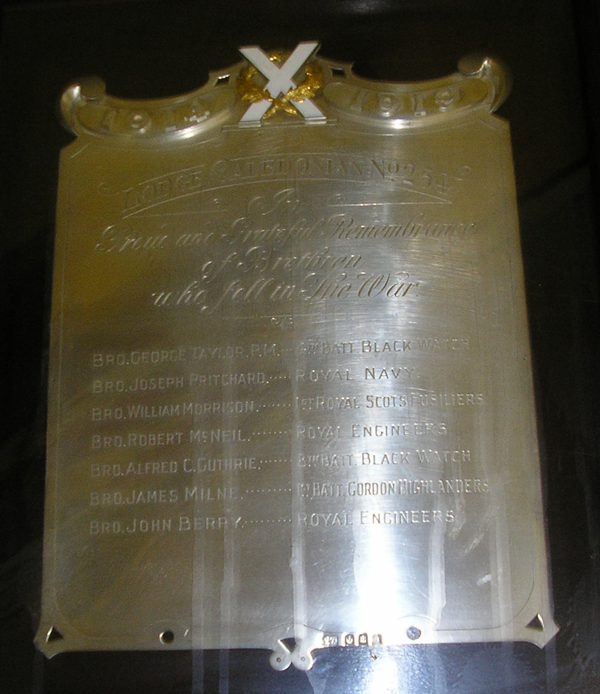 1914 1919
LODGE CALEDONIAN No 254
In
Proud and Grateful Remembrance
of Brethren
who fell in The War
BRO. GEORGE TAYLOR, P.M. BATT BLACK WATCH
BRO. JOSEPH PRITCHARD ROYAL NAVY
BRO. WILLIAM MORRISON 1ST ROYAL SCOTS FUSILIERS
BRO. ROBERT McNEIL ROYAL ENGINEERS
BRO. ALFRED C. GUTHRIE 8TH BATT BLACK WATCH
BRO. JAMES MILNE BATT. GORDON HIGHLANDERS
BRO. JOHN BERRY ROYAL ENGINEERS